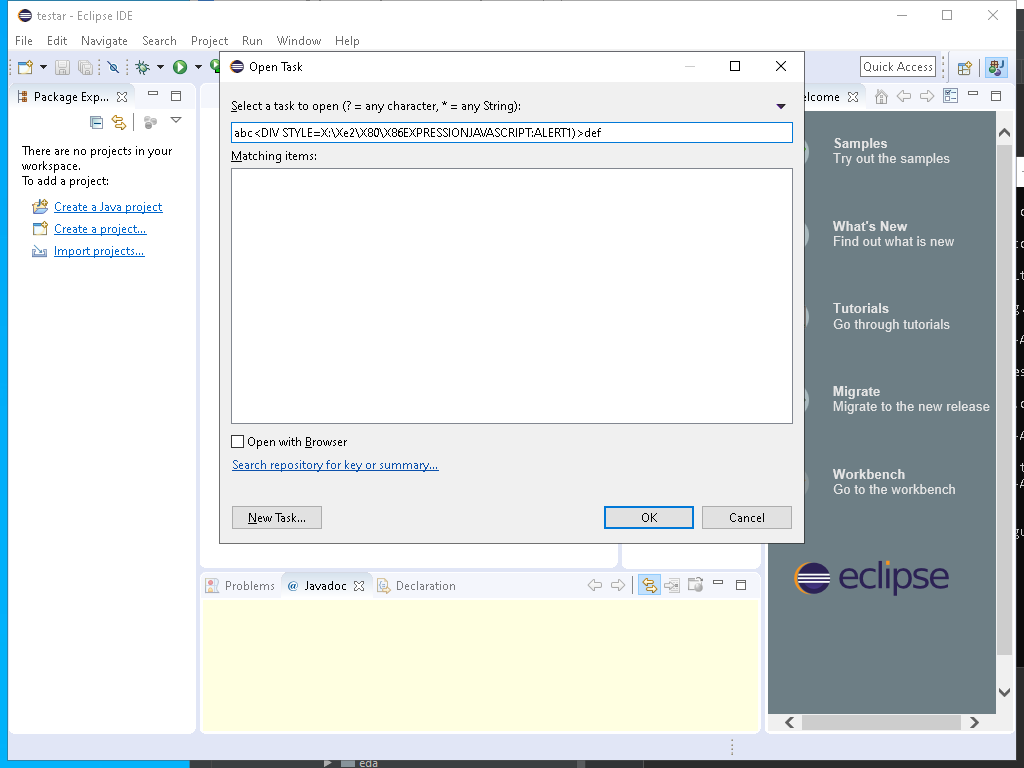 testar - Eclipse IDE
File Edit Navigate Search Project Run Window Help
Quick Access
Package Exp...
There are no projects in your
workspace.
To add a project:
Create a Java project
Create a project...
Import projects...
Open Task
Select a task to open (? = any character, * = any String):
abc<DIV STYLE=X:\Xe2\X80\X86EXPRESSIONJAVASCRIPT:ALERT1)>def
Matching items:
Open with Browser
Search repository for key or summary...
New Task...
OK
Cancel
elcome
Samples
Try out the samples
What's New
Find out what is new
Tutorials
Go through tutorials
Migrate
Migrate to the new release
Workbench
Go to the workbench
eclipse
Problems
@ Javadoc
Declaration
eda